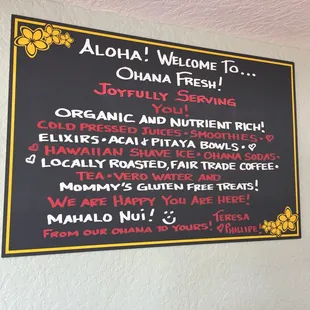 Aloha! Welcome To...
Ohana Fresh!
Joyfully Serving
You!
Organic and Nutrient Rich!
Cold Pressed Juices • Smoothies •
Elixirs • Acai & Pitaya Bowls •
Hawaiian Shave Ice • Ohana Sodas
Locally Roasted Fair Trade Coffee •
Tea • Vero Water and
Mommy's Gluten Free Treats!
We are Happy You Are Here!
Mahalo Nui! Teresa
From our ohana to yours! Phillipe!